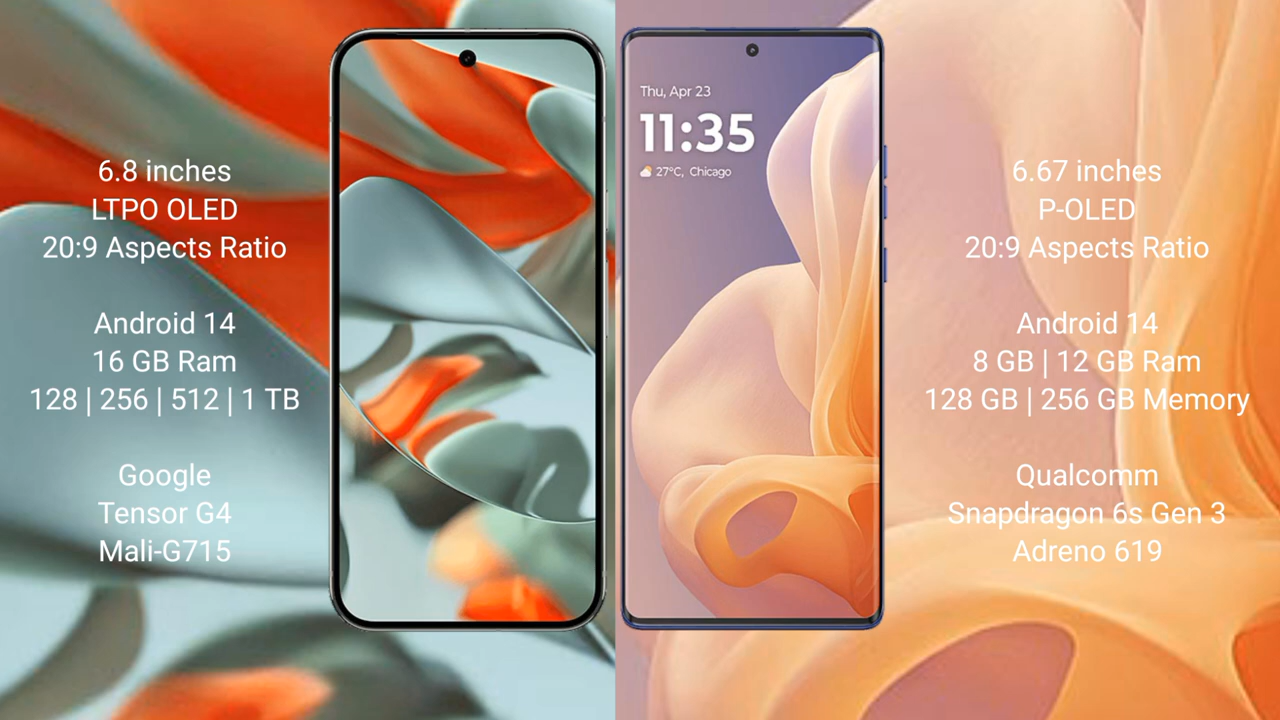 6.8 inches
LTPO OLED
20:9 Aspects Ratio
Android 14
16 GB Ram
128 | 256 | 512 | 1 TB
Google
Tensor G4
Mali-G715
Thu, Apr 23
11:35
27°C, Chicago
6.67 inches
P-OLED
20:9 Aspects Ratio
Android 14
8 GB | 12 GB Ram
128 GB | 256 GB Memory
Qualcomm
Snapdragon 6s Gen 3
Adreno 619